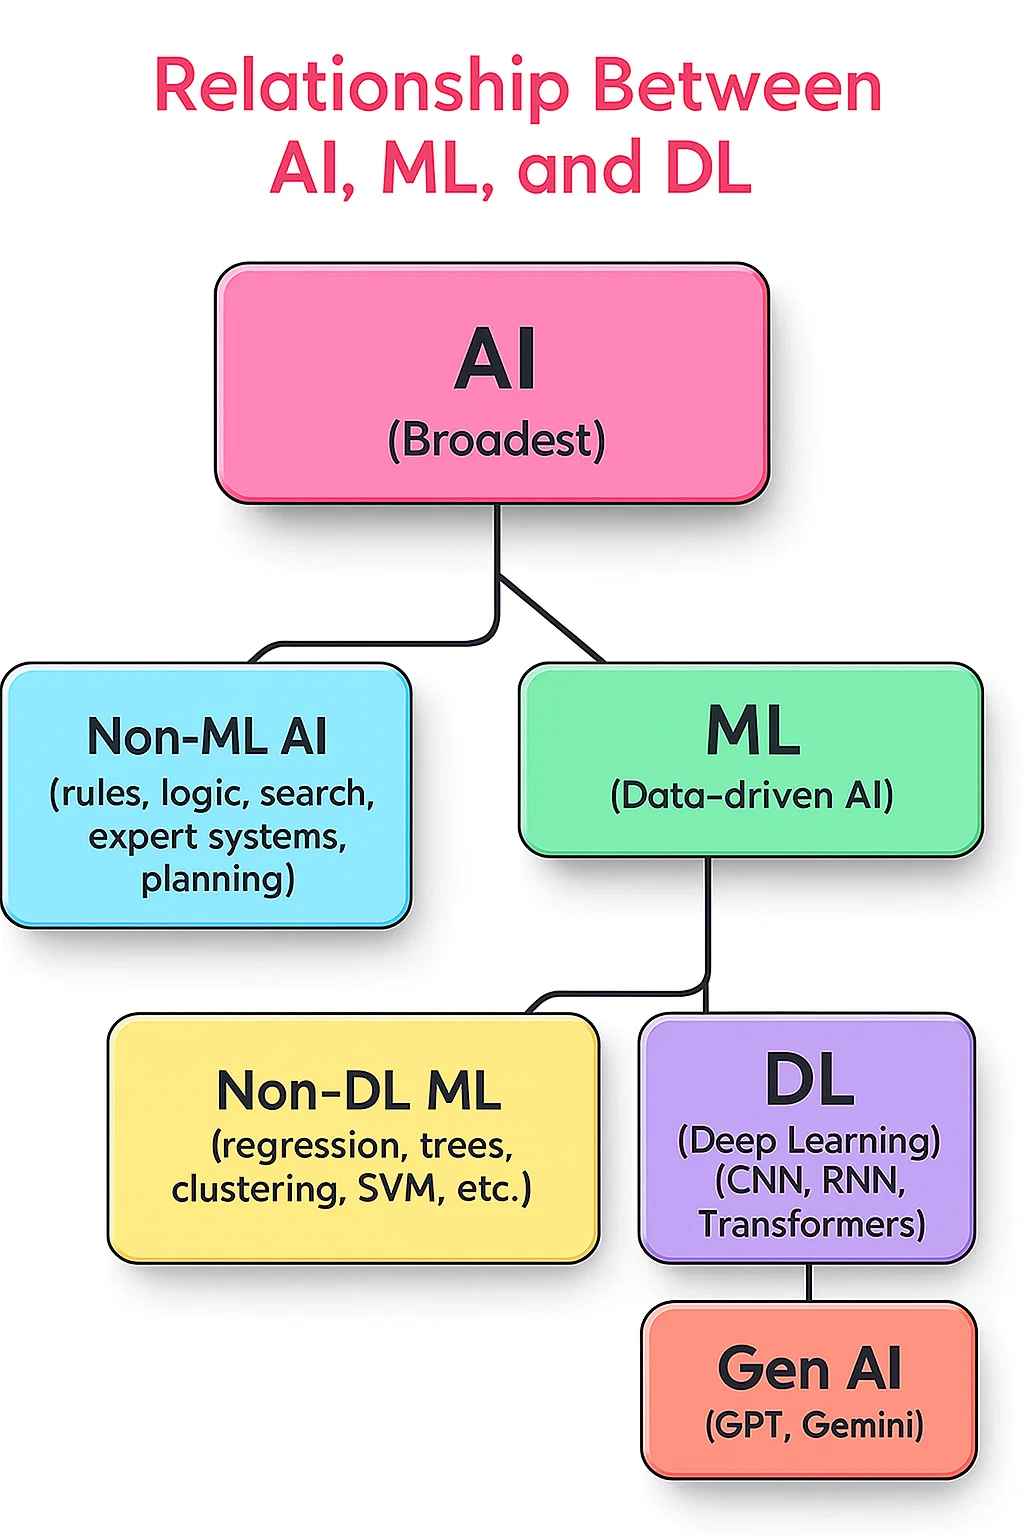 Relationship Between
AI, ML, and DL
AI
(Broadest)
Non-ML AI
(rules, logic, search,
expert systems,
planning)
ML
(Data-driven AI)
Non-DL ML
(regression, trees,
clustering, SVM, etc.)
DL
(Deep Learning)
(CNN, RNN,
Transformers)
Gen AI
(GPT, Gemini)